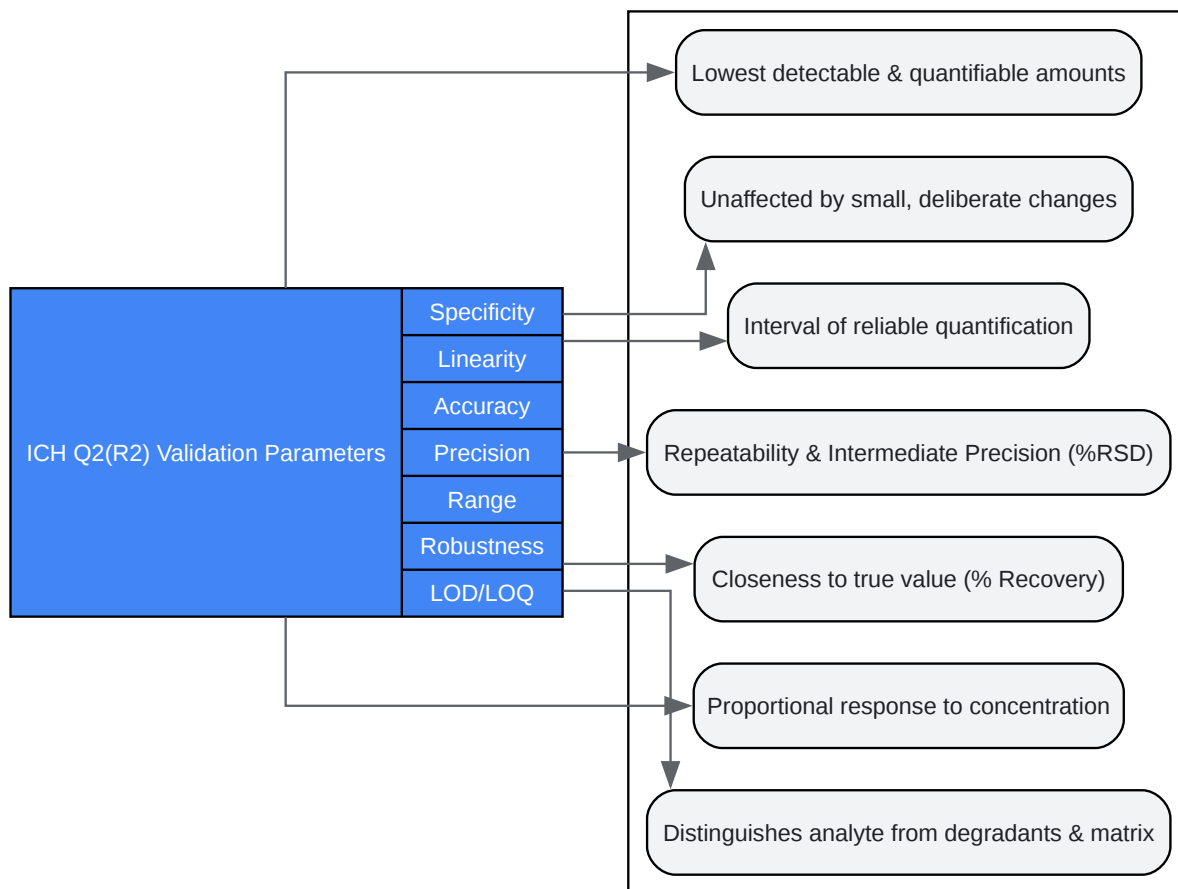 ICH Q2(R2) Validation Parameters
Specificity
Linearity
Accuracy
Precision
Range
Robustness
LOD/LOQ
Lowest detectable & quantifiable amounts
Unaffected by small, deliberate changes
Interval of reliable quantification
Repeatability & Intermediate Precision (%RSD)
Closeness to true value (% Recovery)
Proportional response to concentration
Distinguishes analyte from degradants & matrix